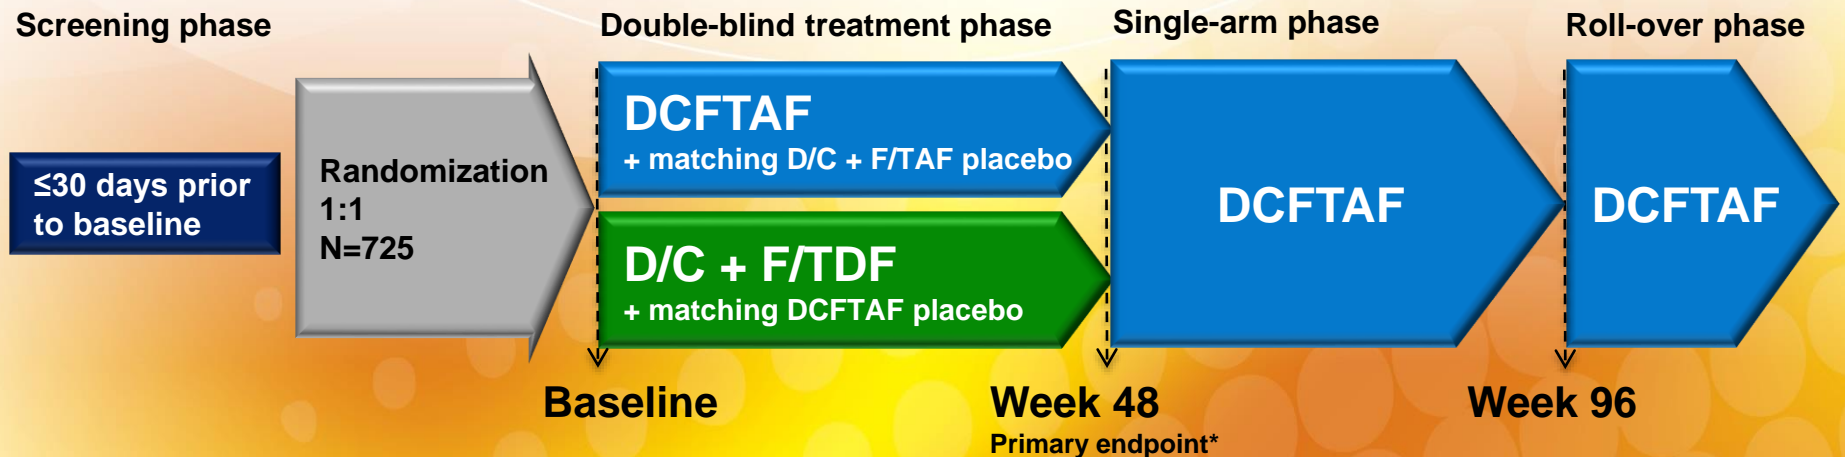 Screening phase
Double-blind treatment phase
Single-arm phase
Roll-over phase
≤30 days prior
to baseline
Randomization
1:1
N=725
DCFTAF
+ matching D/C + F/TAF placebo
D/C + F/TDF
+ matching DCFTAF placebo
DCFTAF
DCFTAF
Baseline
Week 48
Primary endpoint*
Week 96